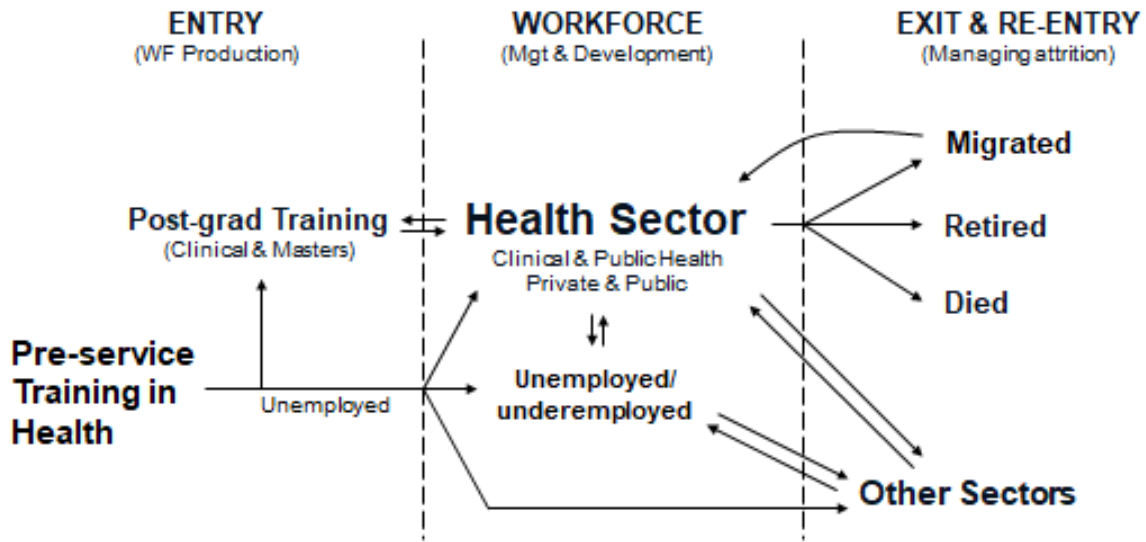 ENTRY
(WF Production)
WORKFORCE
(Mgt & Development)
EXIT & RE-ENTRY
(Managing attrition)
Migrated
Post-grad Training
(Clinical & Masters)
Health Sector
Clinical & Public Health
Private & Public
Retired
Died
Pre-service
Training in
Health
Unemployed
Unemployed/
underemployed
Other Sectors